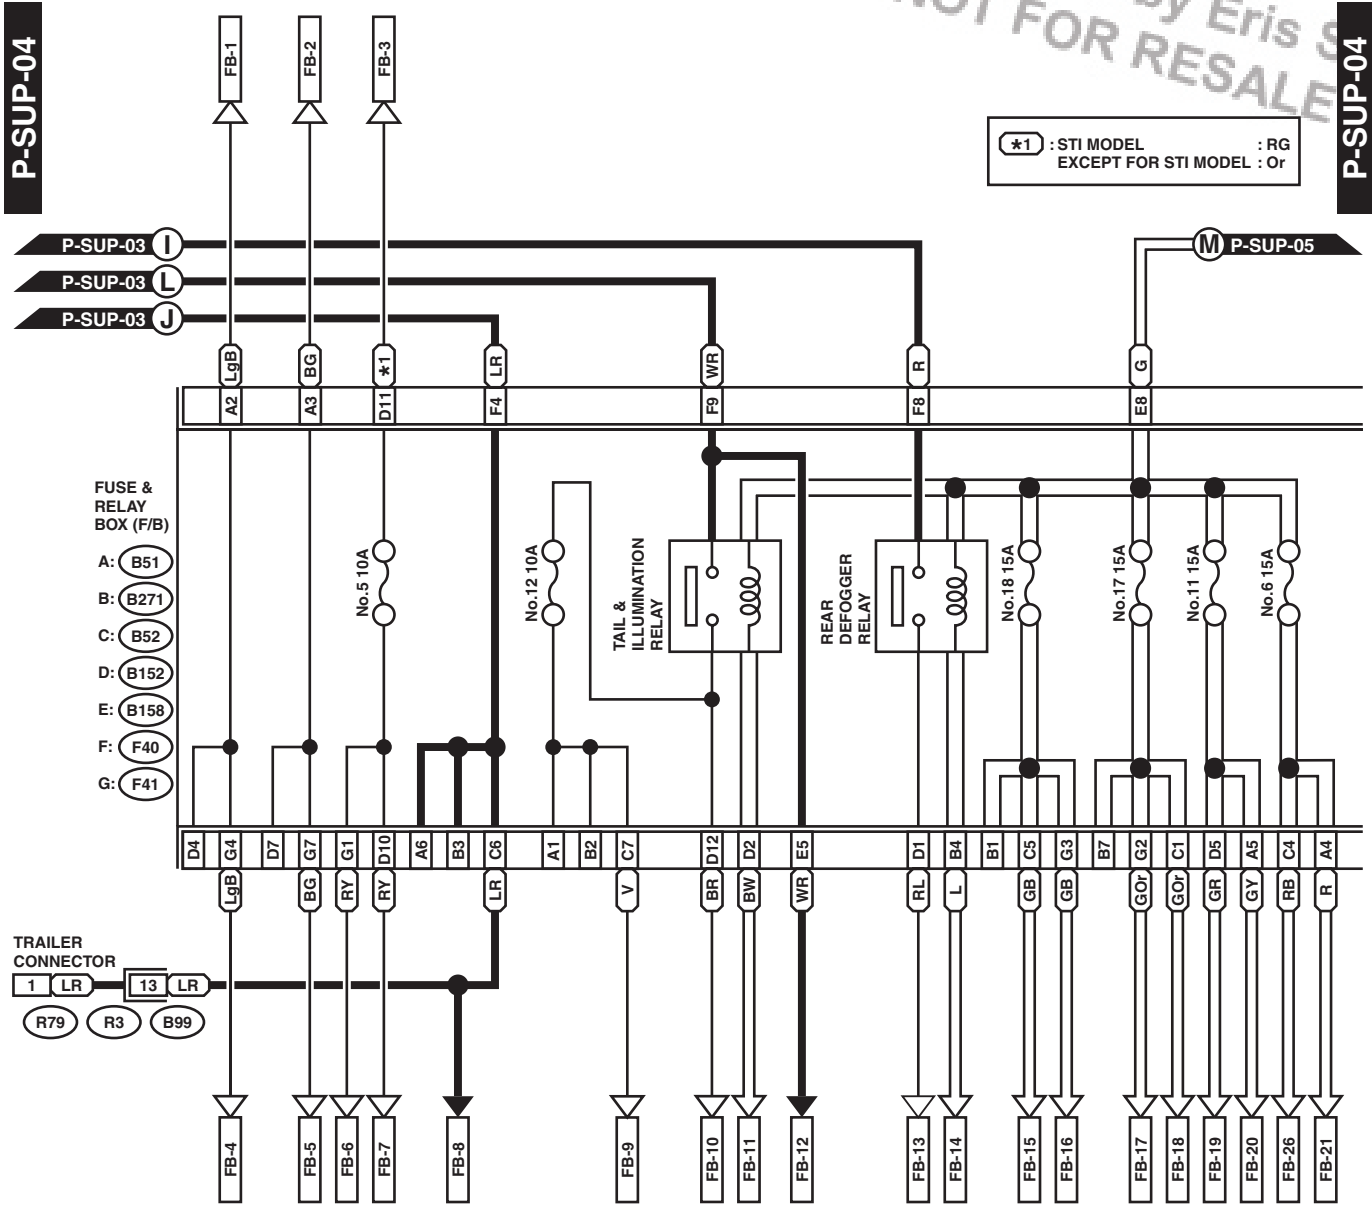 by Eris
NOT FOR RESALE
P-SUP-04
P-SUP-04
FB-1
FB-2
FB-3
*1 : STI MODEL : RG
EXCEPT FOR STI MODEL : Or
P-SUP-03 I
P-SUP-03 L
P-SUP-03 J
M P-SUP-05
LgB
BG
*1
LR
WR
R
G
A2
A3
D11
F4
F9
F8
E8
FUSE &
RELAY
BOX (F/B)
A: B51
B: B271
C: B52
D: B152
E: B158
F: F40
G: F41
No.5 10A
No.12 10A
TAIL &
ILLUMINATION
RELAY
REAR
DEFOGGER
RELAY
No.18 15A
No.17 15A
No.11 15A
No.6 15A
D4
G4
D7
G7
G1
D10
A6
B3
C6
A1
B2
C7
D12
D2
E5
D1
B4
B1
C5
G3
B7
G2
C1
D5
A5
C4
A4
LgB
BG
RY
RY
LR
V
BR
BW
WR
RL
L
GB
GB
GOr
GOr
GR
GY
RB
R
TRAILER
CONNECTOR
1 LR 13 LR
R79 R3 B99
FB-4
FB-5
FB-6
FB-7
FB-8
FB-9
FB-10
FB-11
FB-12
FB-13
FB-14
FB-15
FB-16
FB-17
FB-18
FB-19
FB-20
FB-26
FB-21